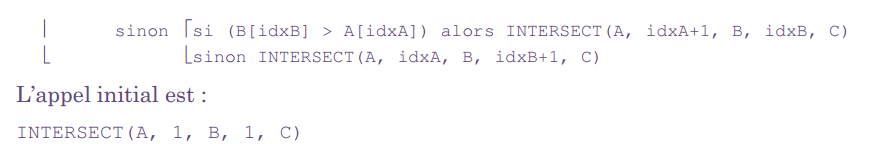 sinon si (B[idxB] > A[idxA]) alors INTERSECT(A, idxA+1, B, idxB, C)
sinon INTERSECT(A, idxA, B, idxB+1, C)
L'appel initial est :
INTERSECT(A, 1, B, 1, C)